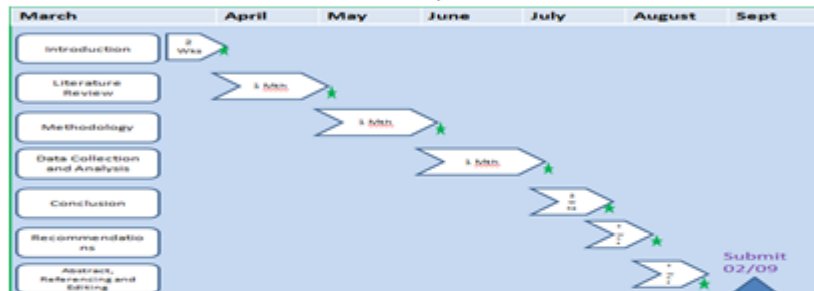 March April May June July August Sept
Introduction
2
Wks
Literature
Review
1 Mth
Methodology
1 Mth
Data Collection
and Analysis
1 Mth
Conclusion
Recommendatio
ns
Submit
02/09
Abstract,
Referencing and
Editing